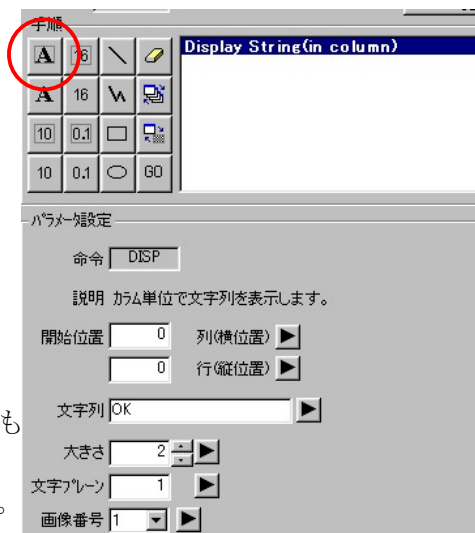 手順
A 16
Display String(in column)
A 16
10 0.1
10 0.1 GO
パラメータ設定
命令 DISP
説明 カラム単位で文字列を表示します。
開始位置 0 列(横位置)
0 行(縦位置)
文字列 OK
も
大きさ 2
文字プレーン 1
。
画像番号 1